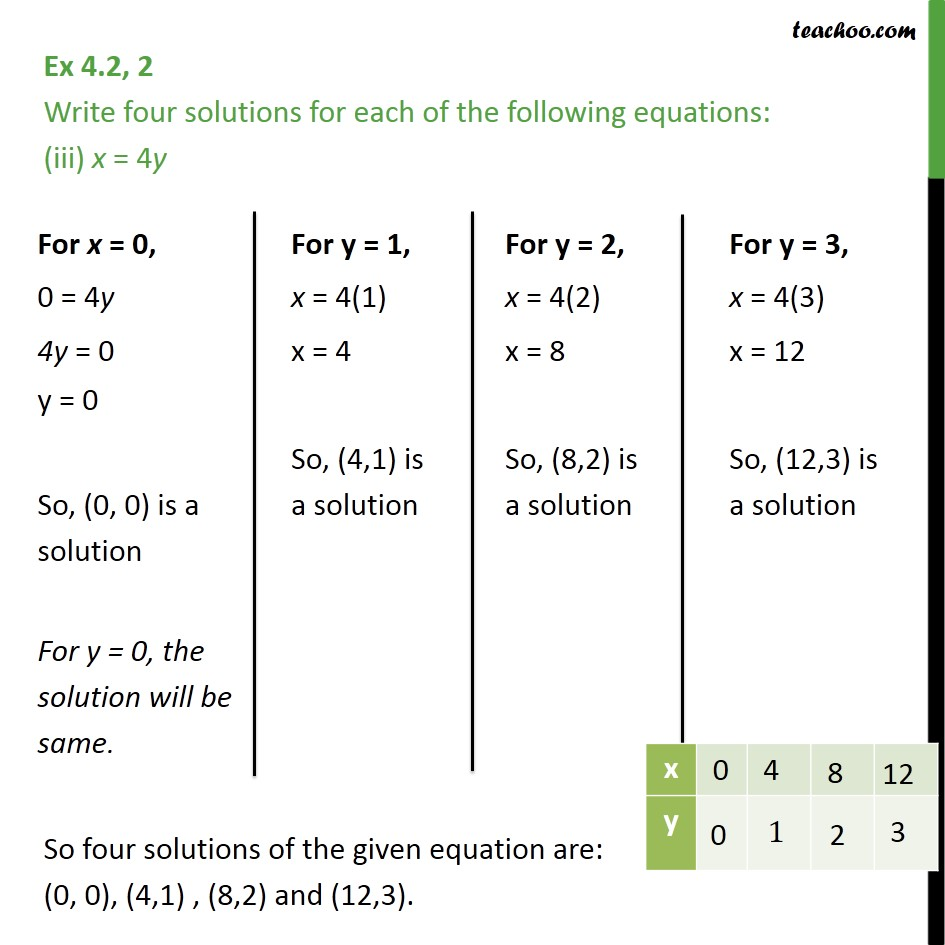 teachoo.com
Ex 4.2, 2
Write four solutions for each of the following equations:
(iii) x = 4y
For x = 0,
0 = 4y
4y = 0
y = 0
So, (0, 0) is a
solution
For y = 0, the
solution will be
same.
For y = 1,
x = 4(1)
x = 4
So, (4,1) is
a solution
For y = 2,
x = 4(2)
x = 8
So, (8,2) is
a solution
For y = 3,
x = 4(3)
x = 12
So, (12,3) is
a solution
x 0 4 8 12
y 0 1 2 3
So four solutions of the given equation are:
(0, 0), (4,1) , (8,2) and (12,3).